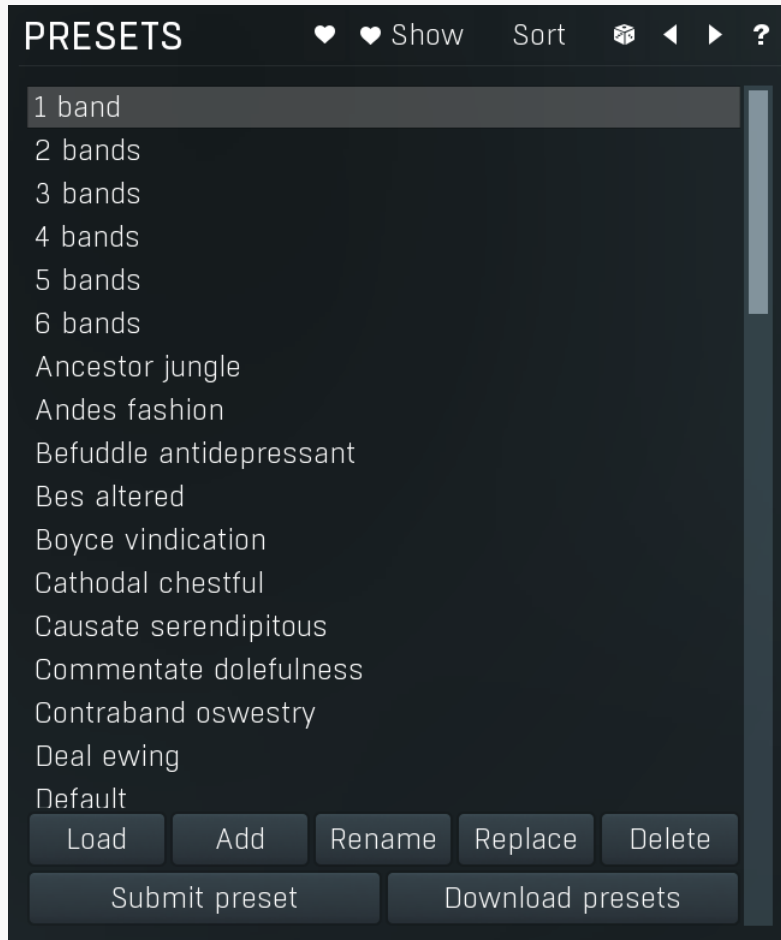 PRESETS Show Sort ?
1 band
2 bands
3 bands
4 bands
5 bands
6 bands
Ancestor jungle
Andes fashion
Befuddle antidepressant
Bes altered
Boyce vindication
Cathodal chestful
Causate serendipitous
Commentate dolefulness
Contraband oswestry
Deal ewing
Default
Load Add Rename Replace Delete
Submit preset Download presets